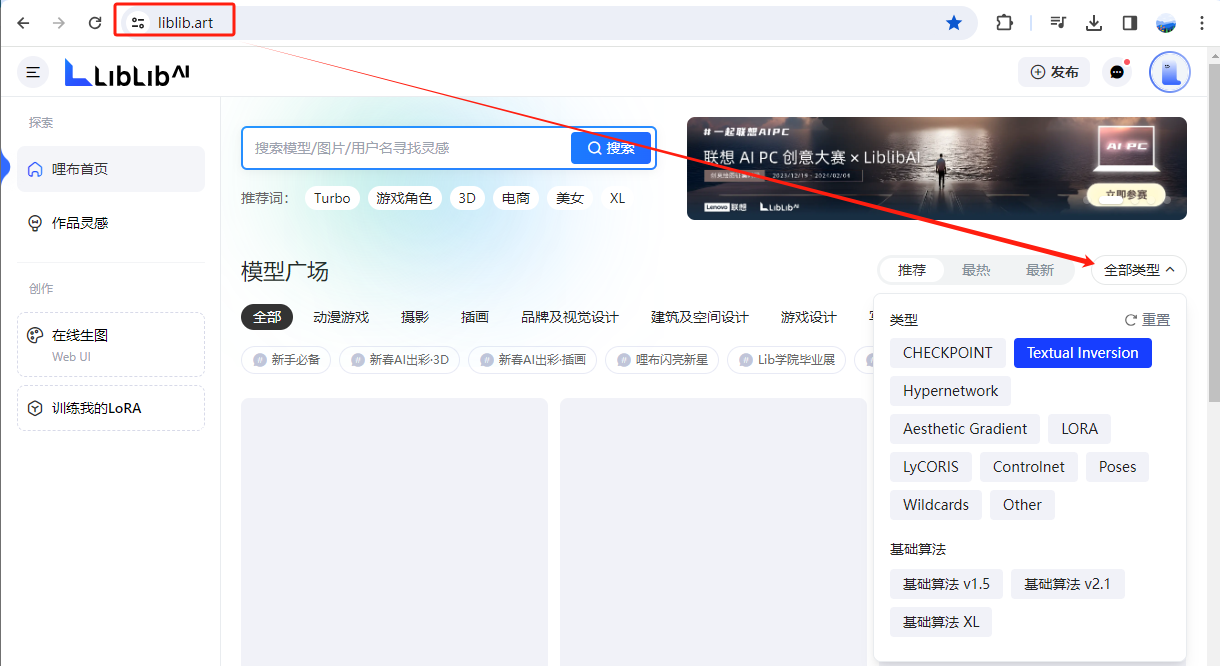 liblib.art
LIBLIBAI
发布
探索
哩布首页
作品灵感
创作
在线生图
Web UI
训练我的LoRA
搜索模型/图片/用户名寻找灵感
搜索
推荐词：
Turbo
游戏角色
3D
电商
美女
XL
#一起联想AIPC
联想 AI PC 创意大赛 × LiblibAI
2023/12/19 - 2024/02/04
Lenovo 联想
LIBLIBAI
AI PC
立即参赛
模型广场
推荐
最热
最新
全部类型
全部
动漫游戏
摄影
插画
品牌及视觉设计
建筑及空间设计
游戏设计
# 新手必备
# 新春AI出彩·3D
# 新春AI出彩·插画
# 哩布闪亮新星
# Lib学院毕业展
类型
重置
CHECKPOINT
Textual Inversion
Hypernetwork
Aesthetic Gradient
LORA
LyCORIS
Controlnet
Poses
Wildcards
Other
基础算法
基础算法 v1.5
基础算法 v2.1
基础算法 XL